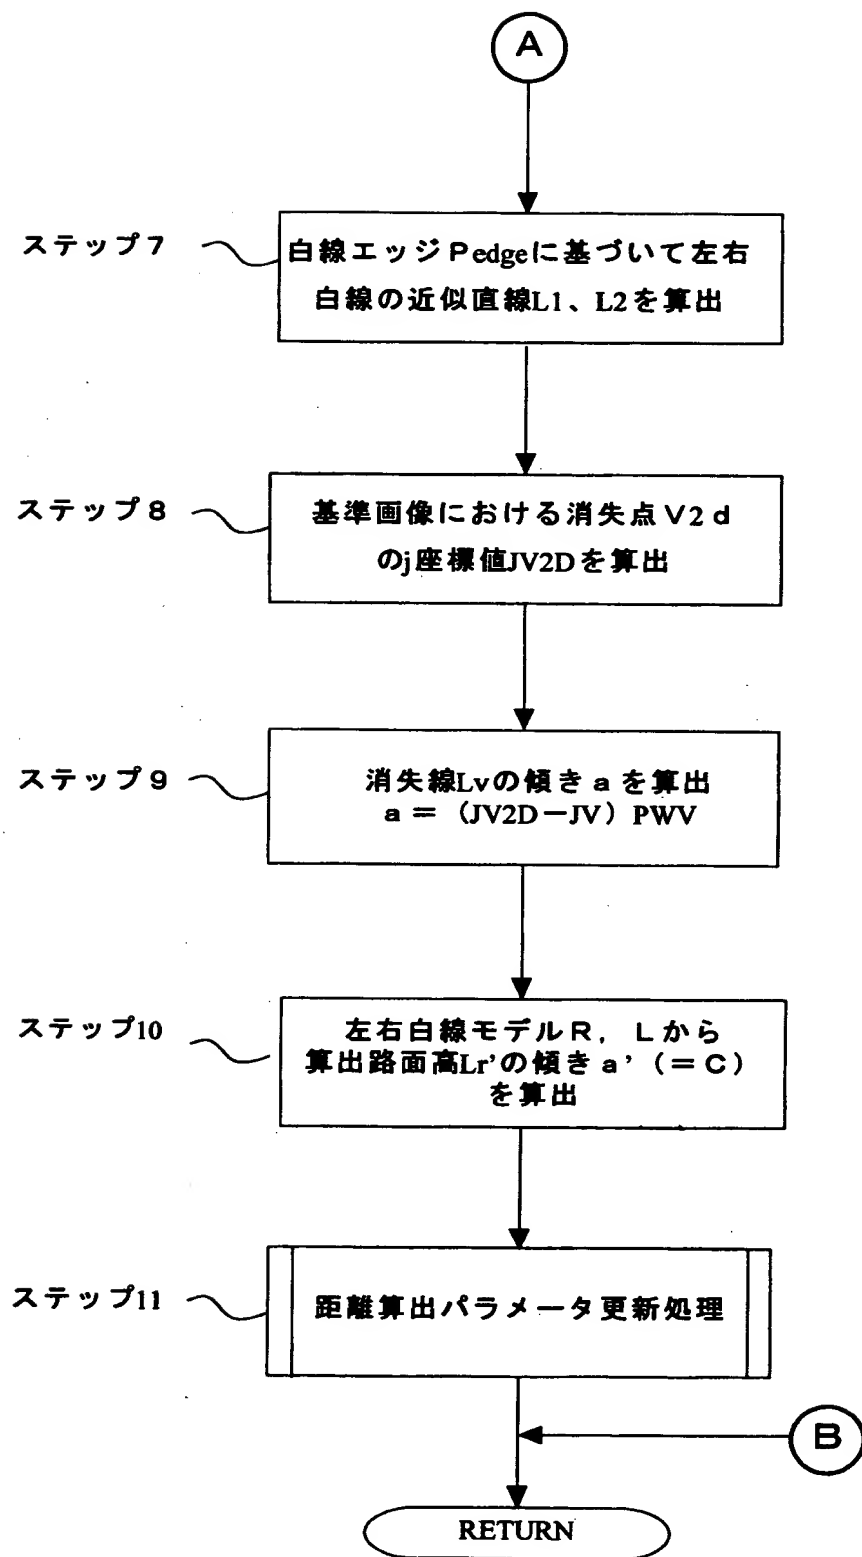 A
ステップ7
白線エッジPedgeに基づいて左右
白線の近似直線L1、L2を算出
ステップ8
基準画像における消失点V2d
のj座標値JV2Dを算出
ステップ9
消失線Lvの傾きaを算出
a=(JV2D-JV)PWV
ステップ10
左右白線モデルR,Lから
算出路面高Lr'の傾きa'(=C)
を算出
ステップ11
距離算出パラメータ更新処理
B
RETURN